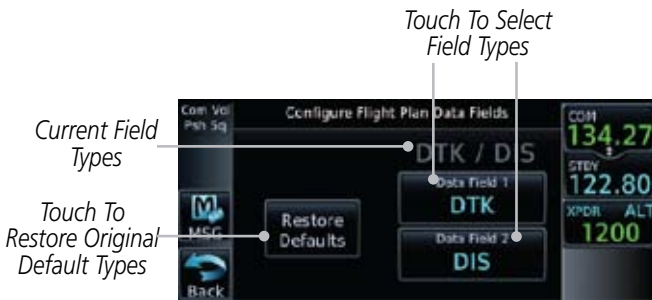 Touch To Select
Field Types
Com Vol
Psh Sq
Configure Flight Plan Data Fields
COM
134.27
Current Field
Types
DTK / DIS
STBY
122.80
Data Field 1
DTK
Touch To
Restore Original
Default Types
MSG
Restore
Defaults
XPDR ALT
1200
Data Field 2
DIS
Back